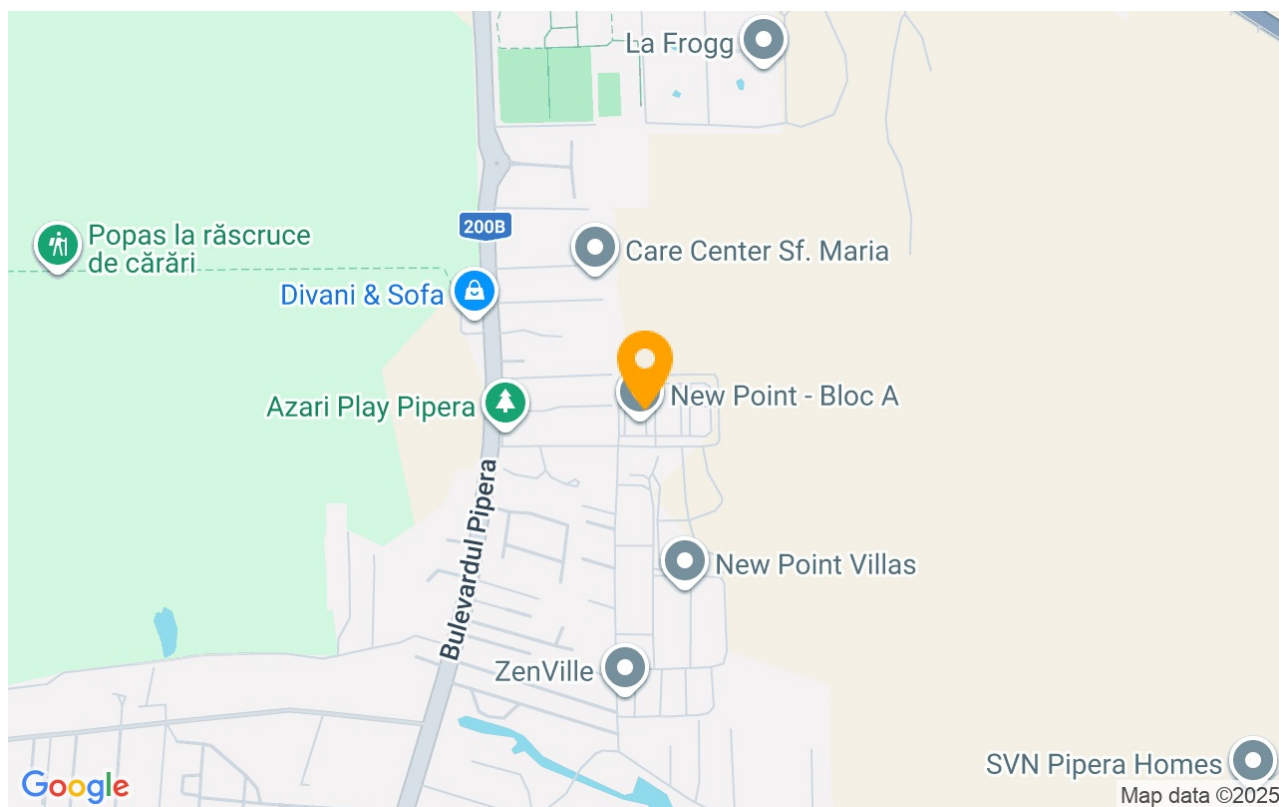 La Frogg
200B
Popas la răscruce
de cărări
Care Center Sf. Maria
Divani & Sofa
New Point - Bloc A
Azari Play Pipera
Bulevardul Pipera
New Point Villas
ZenVille
SVN Pipera Homes
Google
Map data ©2025